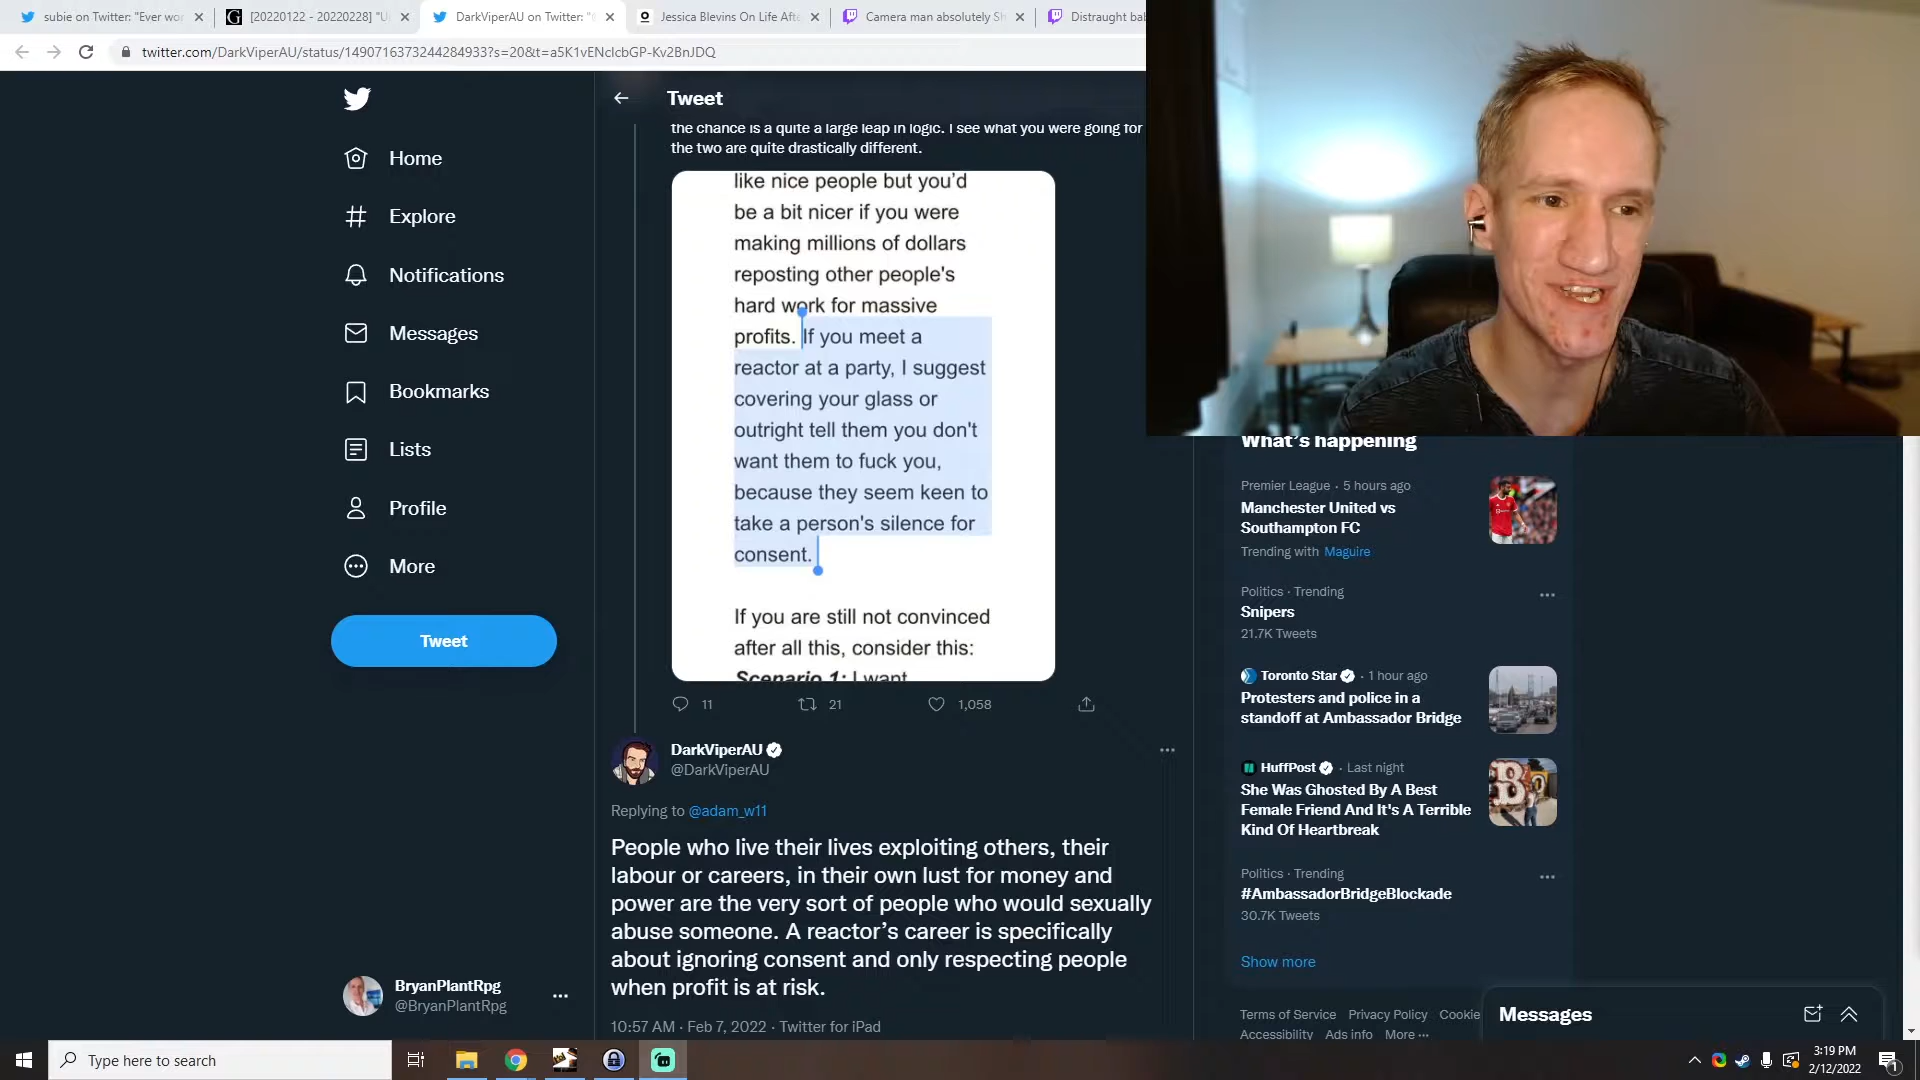 subie on Twitter: "Ever wo
[20220122 - 20220228] "U
DarkViperAU on Twitter: "
Jessica Blevins On Life Afte
Camera man absolutely Sh
Distraught bab
twitter.com/DarkViperAU/status/1490716373244284933?s=20&t=a5K1vENcIcbGP-Kv2BnJDQ
Home
Explore
Notifications
Messages
Bookmarks
Lists
Profile
More
Tweet
BryanPlantRpg
@BryanPlantRpg
Tweet
the chance is a quite a large leap in logic. I see what you were going for
the two are quite drastically different.
like nice people but you'd
be a bit nicer if you were
making millions of dollars
reposting other people's
hard work for massive
profits. If you meet a
reactor at a party, I suggest
covering your glass or
outright tell them you don't
want them to fuck you,
because they seem keen to
take a person's silence for
consent.
If you are still not convinced
after all this, consider this:
Scenario 1: I want
11
21
1,058
DarkViperAU
@DarkViperAU
Replying to @adam_w11
People who live their lives exploiting others, their
labour or careers, in their own lust for money and
power are the very sort of people who would sexually
abuse someone. A reactor's career is specifically
about ignoring consent and only respecting people
when profit is at risk.
10:57 AM · Feb 7, 2022 · Twitter for iPad
What's happening
Premier League · 5 hours ago
Manchester United vs
Southampton FC
Trending with Maguire
Politics · Trending
Snipers
21.7K Tweets
Toronto Star · 1 hour ago
Protesters and police in a
standoff at Ambassador Bridge
HuffPost · Last night
She Was Ghosted By A Best
Female Friend And It's A Terrible
Kind Of Heartbreak
Politics · Trending
#AmbassadorBridgeBlockade
30.7K Tweets
Show more
Terms of Service Privacy Policy Cookie
Accessibility Ads info More ...
Messages
Type here to search
3:19 PM
2/12/2022
1